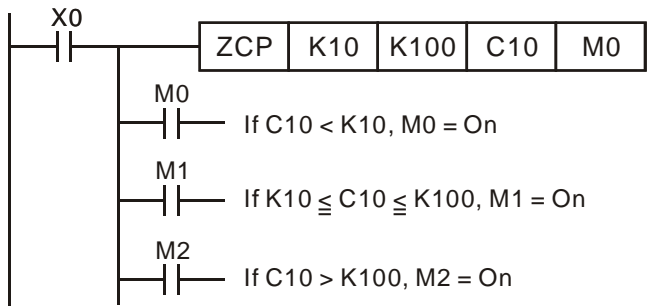 X0
ZCP K10 K100 C10 M0
M0
If C10 < K10, M0 = On
M1
If K10 ≦ C10 ≦ K100, M1 = On
M2
If C10 > K100, M2 = On